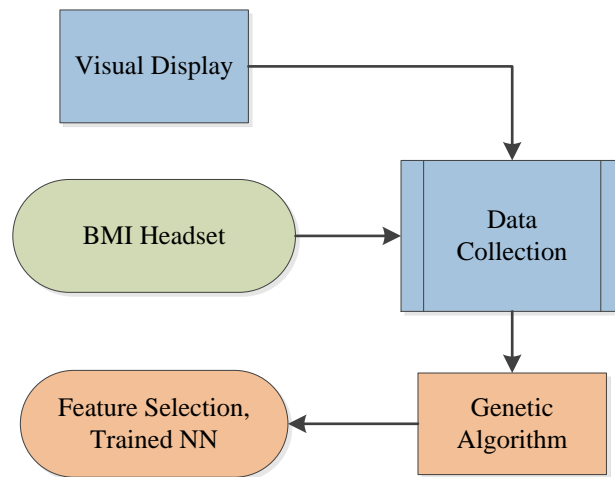 Visual Display
BMI Headset
Data
Collection
Feature Selection,
Trained NN
Genetic
Algorithm